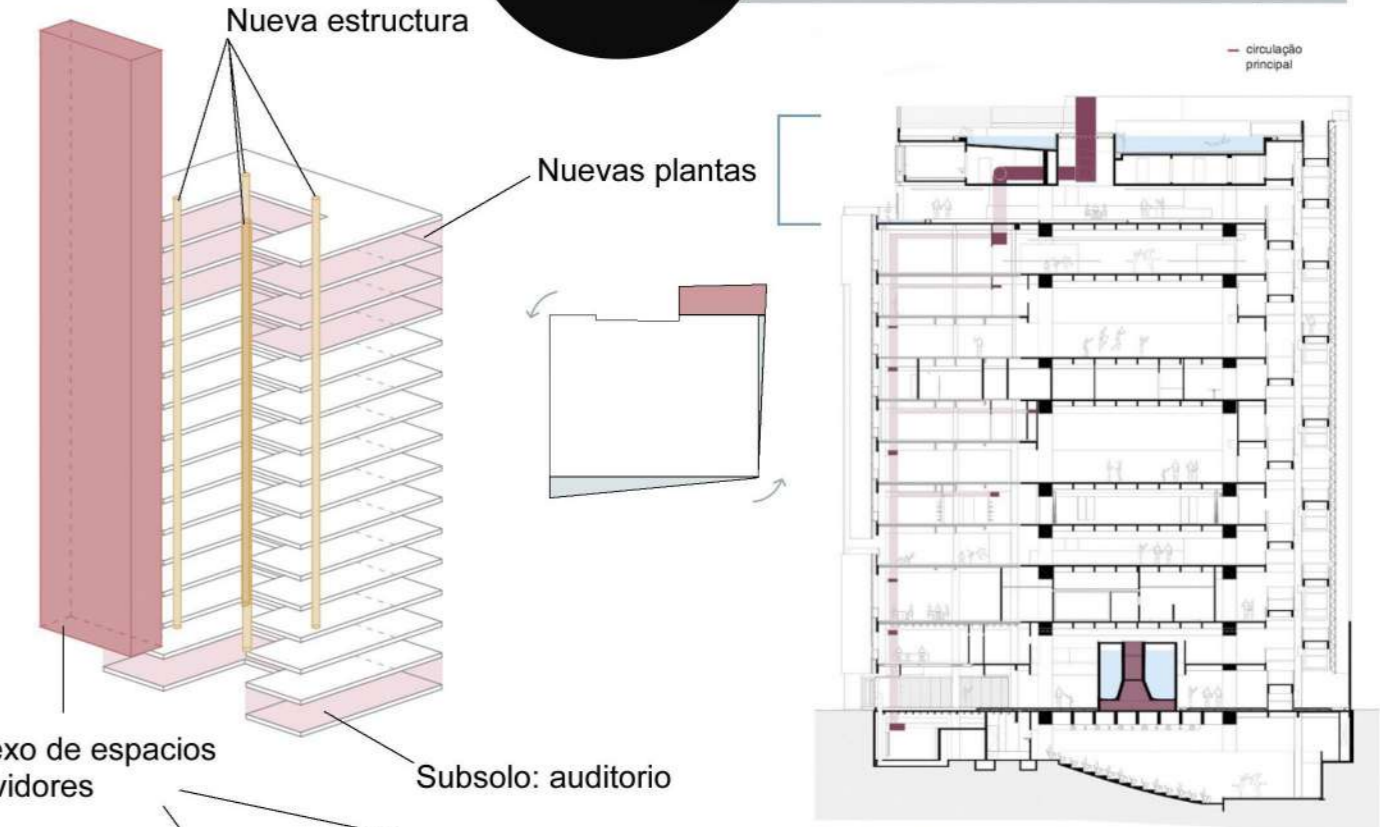 Nueva estructura
circulação
principal
Nuevas plantas
exo de espacios
vidores
Subsolo: auditorio